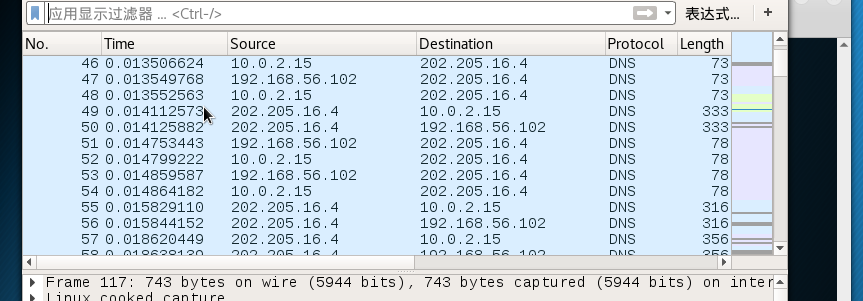 应用显示过滤器 ... <Ctrl-/> 表达式... +
No. Time Source Destination Protocol Length
46 0.013506624 10.0.2.15 202.205.16.4 DNS 73
47 0.013549768 192.168.56.102 202.205.16.4 DNS 73
48 0.013552563 10.0.2.15 202.205.16.4 DNS 73
49 0.014112573 202.205.16.4 10.0.2.15 DNS 333
50 0.014125882 202.205.16.4 192.168.56.102 DNS 333
51 0.014753443 192.168.56.102 202.205.16.4 DNS 78
52 0.014799222 10.0.2.15 202.205.16.4 DNS 78
53 0.014859587 192.168.56.102 202.205.16.4 DNS 78
54 0.014864182 10.0.2.15 202.205.16.4 DNS 78
55 0.015829110 202.205.16.4 10.0.2.15 DNS 316
56 0.015844152 202.205.16.4 192.168.56.102 DNS 316
57 0.018620449 202.205.16.4 10.0.2.15 DNS 356
58 0.018638139 202.205.16.4 192.168.56.102 DNS 356
Frame 117: 743 bytes on wire (5944 bits), 743 bytes captured (5944 bits) on inter
Linux cooked capture